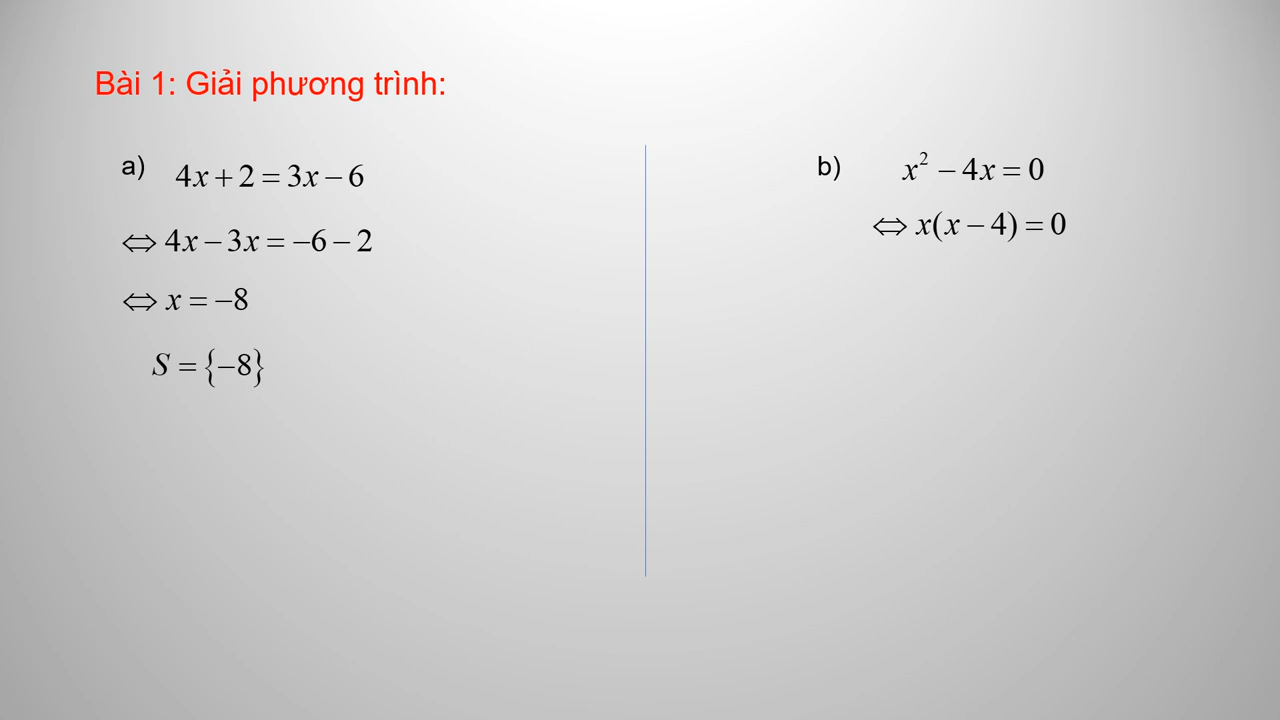 Bài 1: Giải phương trình:
a) 4x + 2 = 3x − 6
⇔ 4x − 3x = −6 − 2
⇔ x = −8
S = {−8}
b) x² − 4x = 0
⇔ x(x − 4) = 0